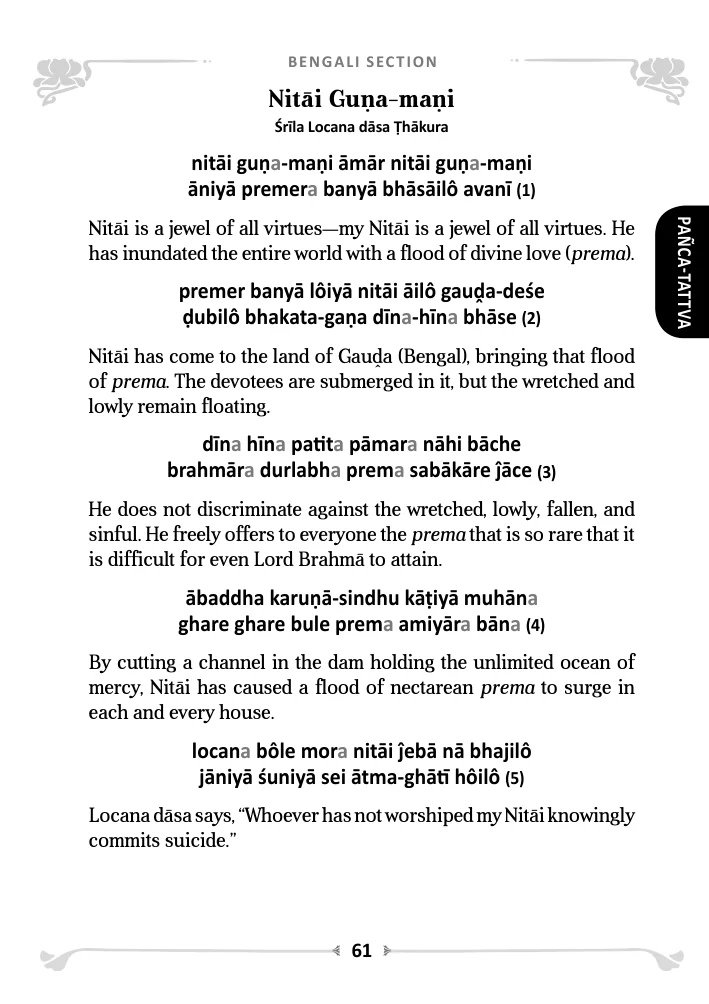 BENGALI SECTION
Nitāi Guṇa-maṇi
Śrīla Locana dāsa Ṭhākura
nitāi guṇa-maṇi āmār nitāi guṇa-maṇi
āniyā premera banyā bhāsāilô avanī (1)
Nitāi is a jewel of all virtues—my Nitāi is a jewel of all virtues. He
has inundated the entire world with a flood of divine love (prema).
PAÑCA-TATTVA
premer banyā lôiyā nitāi āilô gauḓa-deśe
ḍubilô bhakata-gaṇa dīna-hīna bhāse (2)
Nitāi has come to the land of Gauḓa (Bengal), bringing that flood
of prema. The devotees are submerged in it, but the wretched and
lowly remain floating.
dīna hīna patita pāmara nāhi bāche
brahmāra durlabha prema sabākāre ĵāce (3)
He does not discriminate against the wretched, lowly, fallen, and
sinful. He freely offers to everyone the prema that is so rare that it
is difficult for even Lord Brahmā to attain.
ābaddha karuṇā-sindhu kāṭiyā muhāna
ghare ghare bule prema amiyāra bāna (4)
By cutting a channel in the dam holding the unlimited ocean of
mercy, Nitāi has caused a flood of nectarean prema to surge in
each and every house.
locana bôle mora nitāi ĵebā nā bhajilô
jāniyā śuniyā sei ātma-ghātī hôilô (5)
Locana dāsa says, “Whoever has not worshiped my Nitāi knowingly
commits suicide.”
61